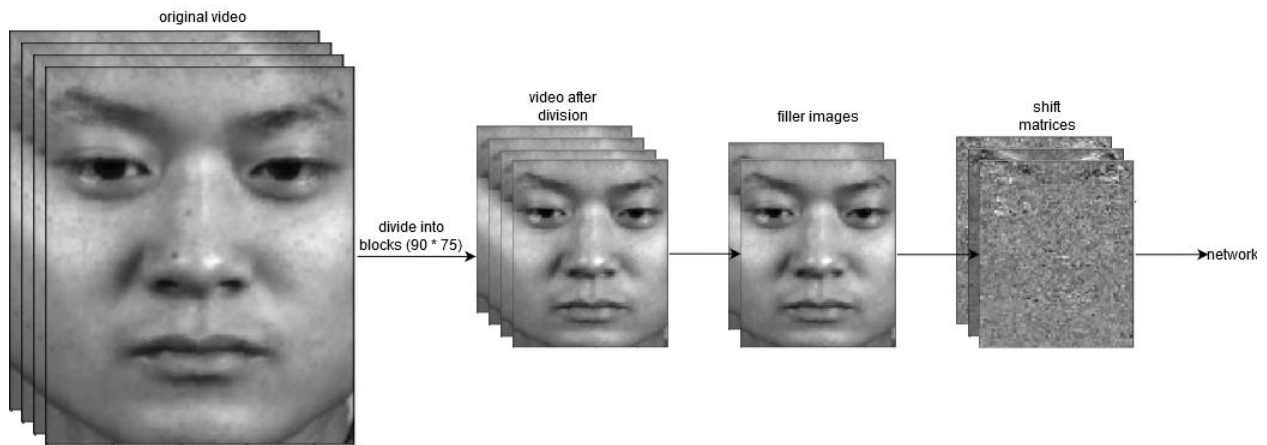 original video
divide into
blocks (90 * 75)
video after
division
filler images
shift
matrices
network